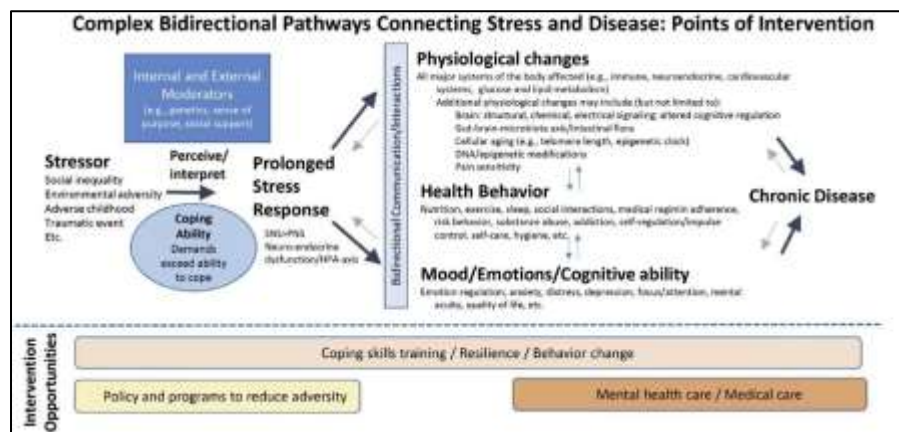 Complex Bidirectional Pathways Connecting Stress and Disease: Points of Intervention
Internal and External
Moderators
(e.g., genetics, sense of
purpose, social support)
Stressor
Social inequality
Environmental adversity
Adverse childhood
Traumatic event
Etc.
Perceive/
interpret
Coping
Ability
Demands
exceed ability
to cope
Prolonged
Stress
Response
SNS>PNS
Neuro-endocrine
dysfunction/HPA-axis
Bidirectional Communication/Interactions
Physiological changes
All major systems of the body affected (e.g., immune, neuroendocrine, cardiovascular
systems, glucose and lipid metabolism)
Additional physiological changes may include (but not limited to):
Brain: structural, chemical, electrical signaling; altered cognitive regulation
Gut-brain-microbiota axis/intestinal flora
Cellular aging (e.g., telomere length, epigenetic clock)
DNA/epigenetic modifications
Pain sensitivity
Health Behavior
Nutrition, exercise, sleep, social interactions, medical regimin adherence,
risk behavior, substance abuse, addiction, self-regulation/impulse
control, self-care, hygiene, etc.
Mood/Emotions/Cognitive ability
Emotion regulation, anxiety, distress, depression, focus/attention, mental
acuity, quality of life, etc.
Chronic Disease
Intervention
Opportunities
Coping skills training / Resilience / Behavior change
Policy and programs to reduce adversity
Mental health care / Medical care